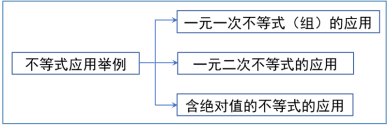 一元一次不等式（组）的应用
不等式应用举例
一元二次不等式的应用
含绝对值的不等式的应用